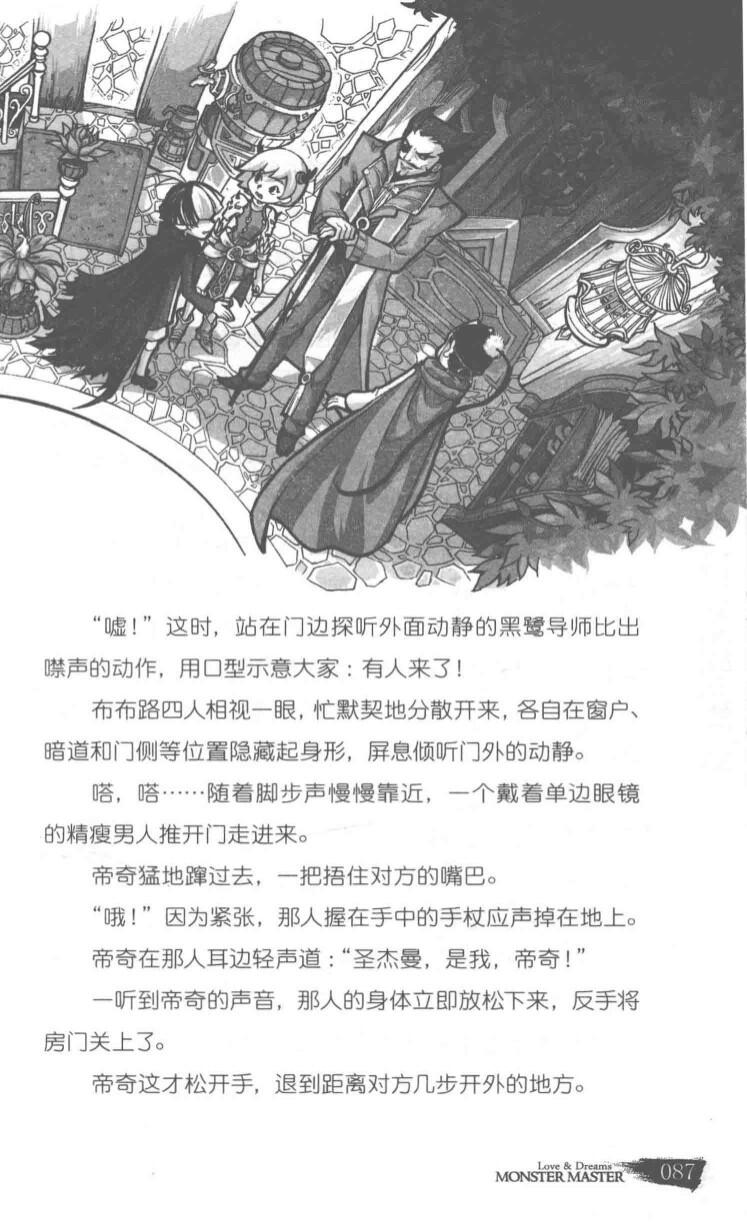 “嘘！”这时，站在门边探听外面动静的黑鹭导师比出
噤声的动作，用口型示意大家：有人来了！
布布路四人相视一眼，忙默契地分散开来，各自在窗户、
暗道和门侧等位置隐藏起身形，屏息倾听门外的动静。
嗒，嗒……随着脚步声慢慢靠近，一个戴着单边眼镜
的精瘦男人推开门走进来。
帝奇猛地蹿过去，一把捂住对方的嘴巴。
“哦！”因为紧张，那人握在手中的手杖应声掉在地上。
帝奇在那人耳边轻声道：“圣杰曼，是我，帝奇！”
一听到帝奇的声音，那人的身体立即放松下来，反手将
房门关上了。
帝奇这才松开手，退到距离对方几步开外的地方。
Love & Dreams
MONSTER MASTER 087